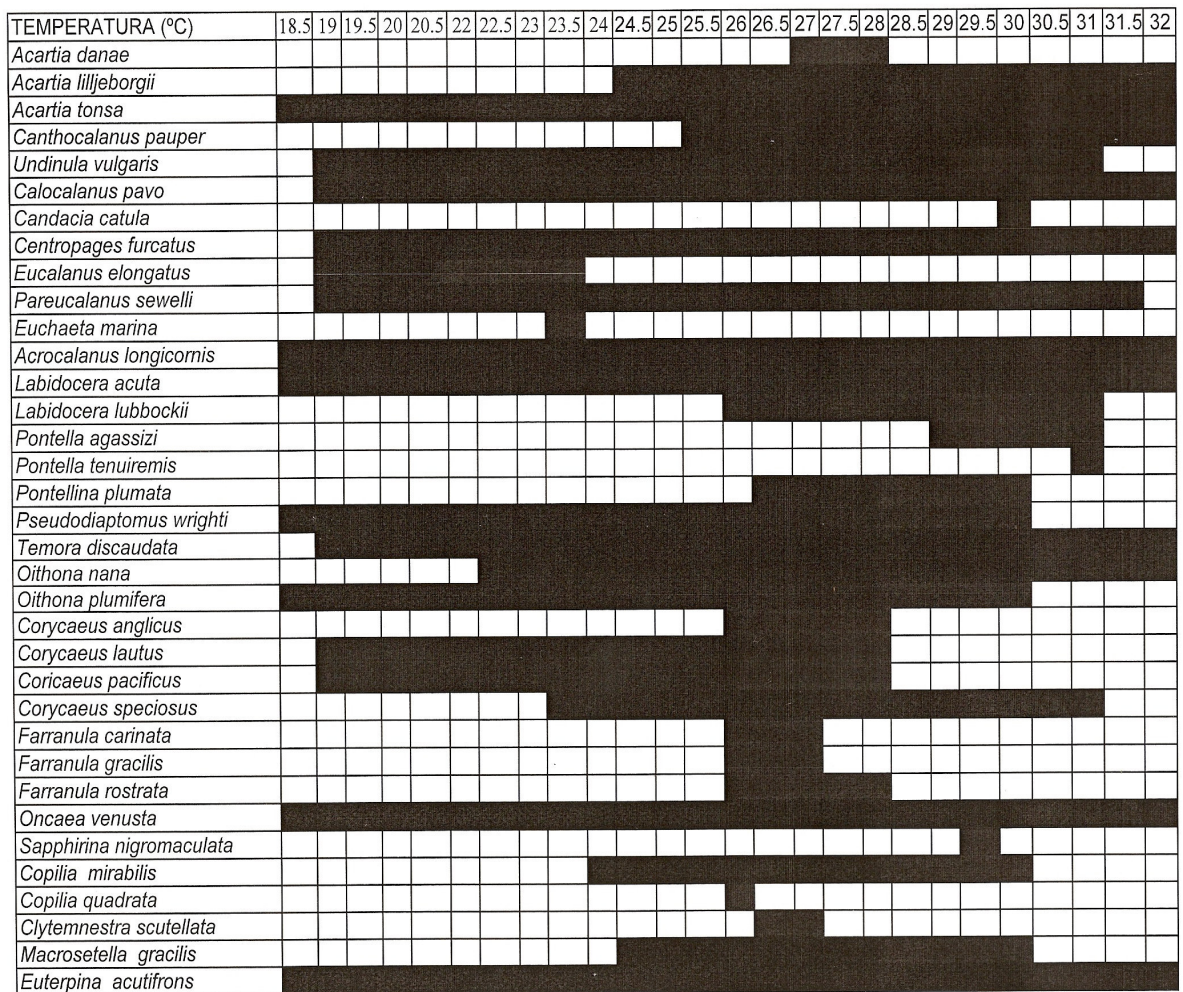 TEMPERATURA (ºC) 18.5 19 19.5 20 20.5 22 22.5 23 23.5 24 24.5 25 25.5 26 26.5 27 27.5 28 28.5 29 29.5 30 30.5 31 31.5 32
Acartia danae
Acartia lilljeborgii
Acartia tonsa
Canthocalanus pauper
Undinula vulgaris
Calocalanus pavo
Candacia catula
Centropages furcatus
Eucalanus elongatus
Pareucalanus sewelli
Euchaeta marina
Acrocalanus longicornis
Labidocera acuta
Labidocera lubbockii
Pontella agassizi
Pontella tenuiremis
Pontellina plumata
Pseudodiaptomus wrighti
Temora discaudata
Oithona nana
Oithona plumifera
Corycaeus anglicus
Corycaeus lautus
Coricaeus pacificus
Corycaeus speciosus
Farranula carinata
Farranula gracilis
Farranula rostrata
Oncaea venusta
Sapphirina nigromaculata
Copilia mirabilis
Copilia quadrata
Clytemnestra scutellata
Macrosetella gracilis
Euterpina acutifrons